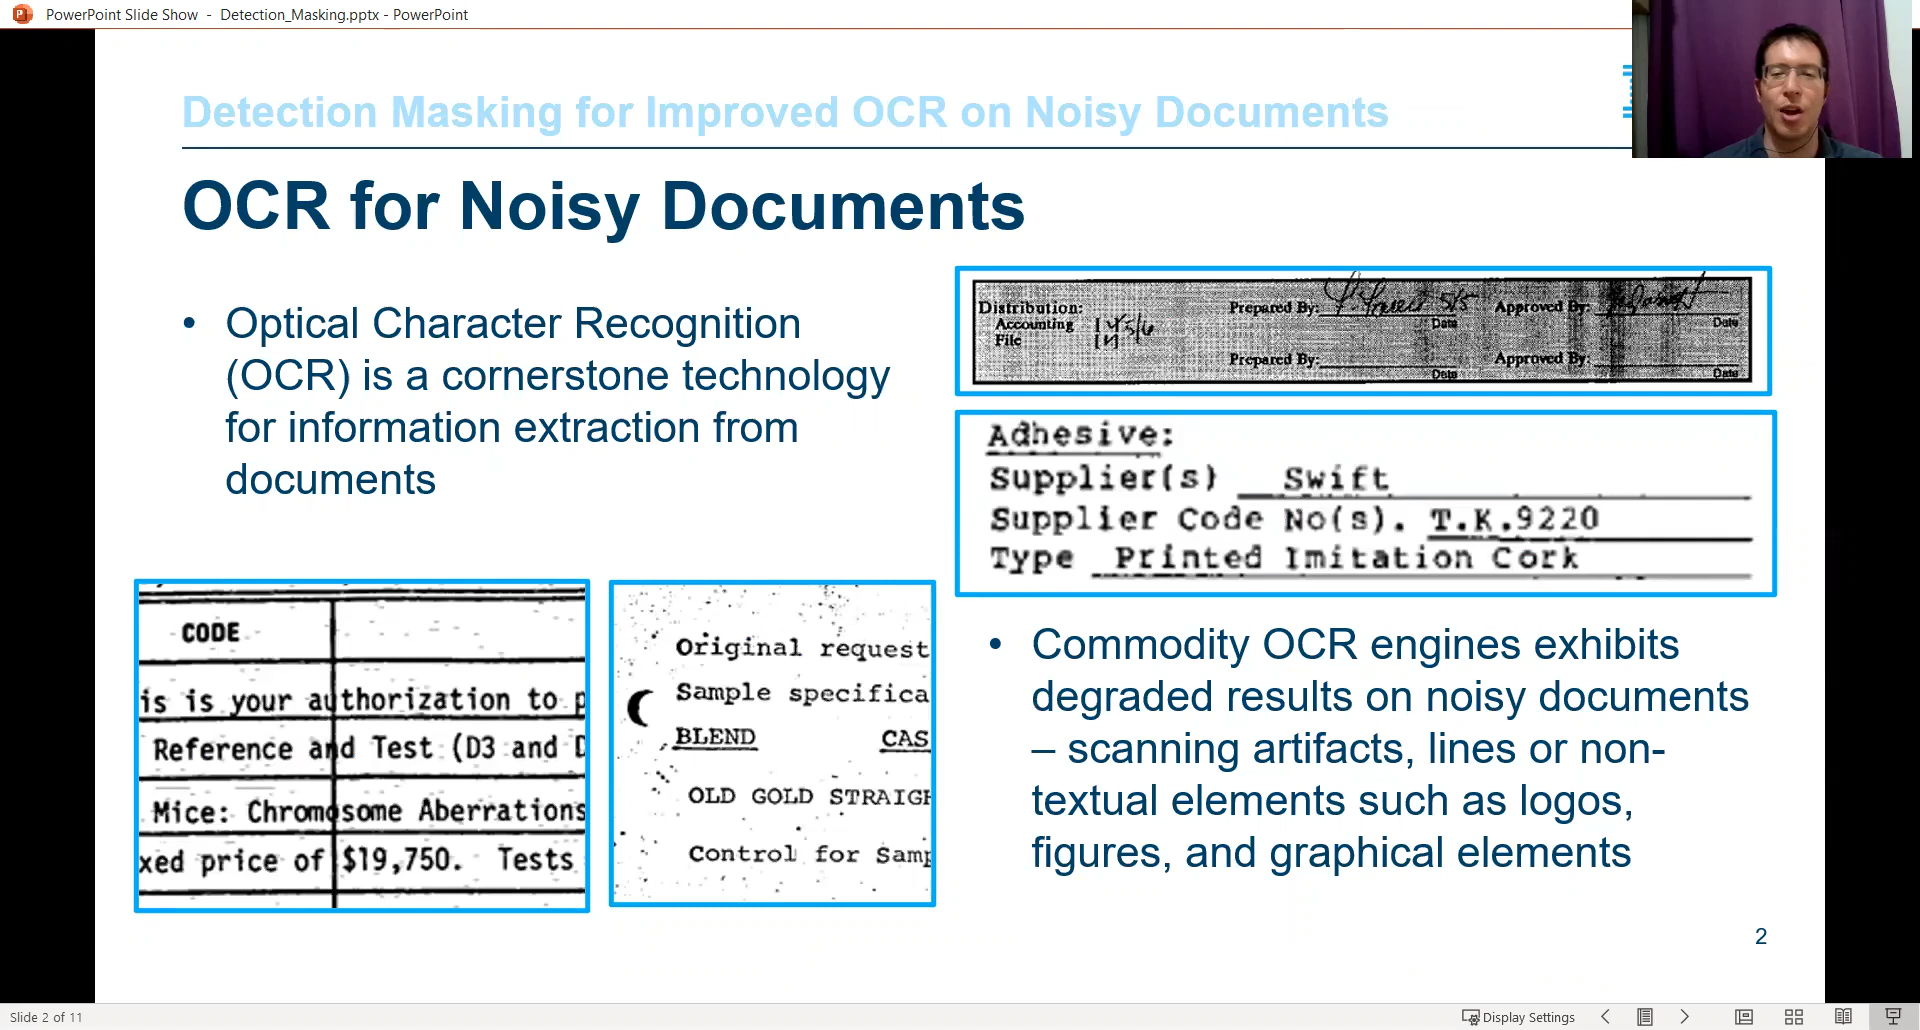 PowerPoint Slide Show - Detection_Masking.pptx - PowerPoint
Detection Masking for Improved OCR on Noisy Documents
OCR for Noisy Documents
• Optical Character Recognition
(OCR) is a cornerstone technology
for information extraction from
documents
Distribution:
Accounting
File
Prepared By:
Date
Approved By:
Date
Prepared By:
Date
Approved By:
Date
Adhesive:
Supplier(s) Swift
Supplier Code No(s). T.K.9220
Type Printed Imitation Cork
CODE
is is your authorization to p
Reference and Test (D3 and D
Mice: Chromosome Aberrations
xed price of $19,750. Tests
Original request
Sample specifica
BLEND CAS
OLD GOLD STRAIGH
Control for Samp
• Commodity OCR engines exhibits
degraded results on noisy documents
– scanning artifacts, lines or non-
textual elements such as logos,
figures, and graphical elements
2
Slide 2 of 11
Display Settings